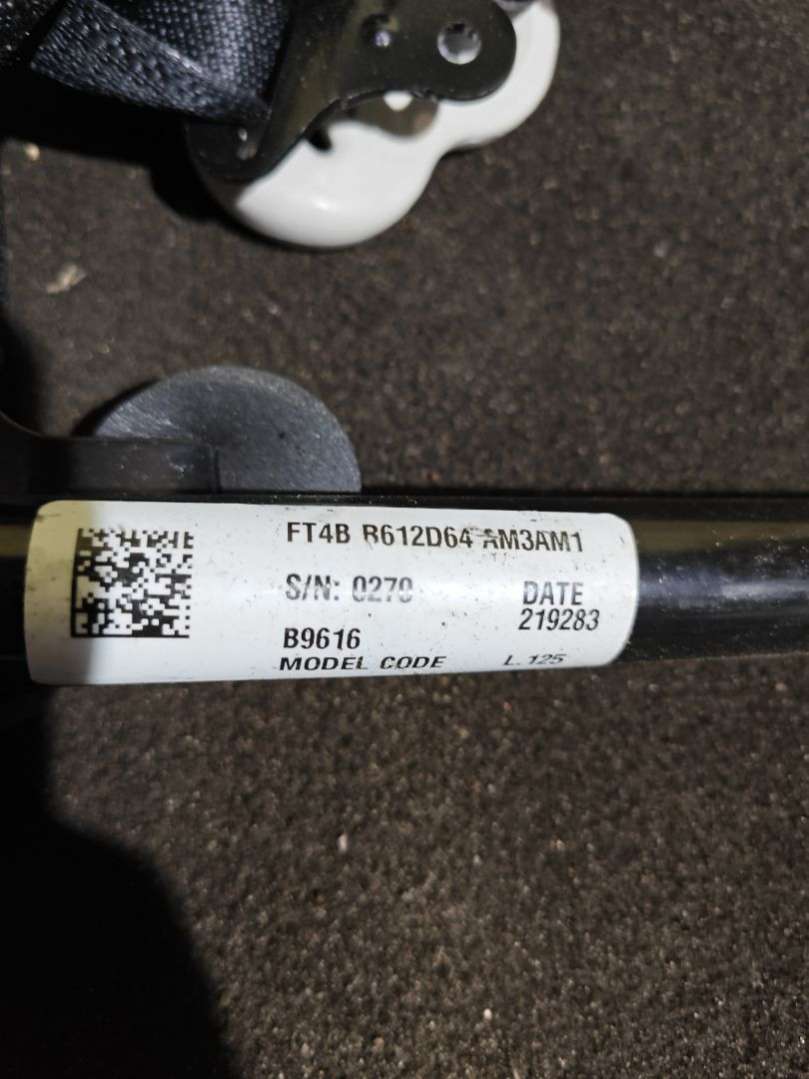 FT4B R612D64 AM3AM1
S/N: 0270
DATE
219283
B9616
MODEL CODE L.125